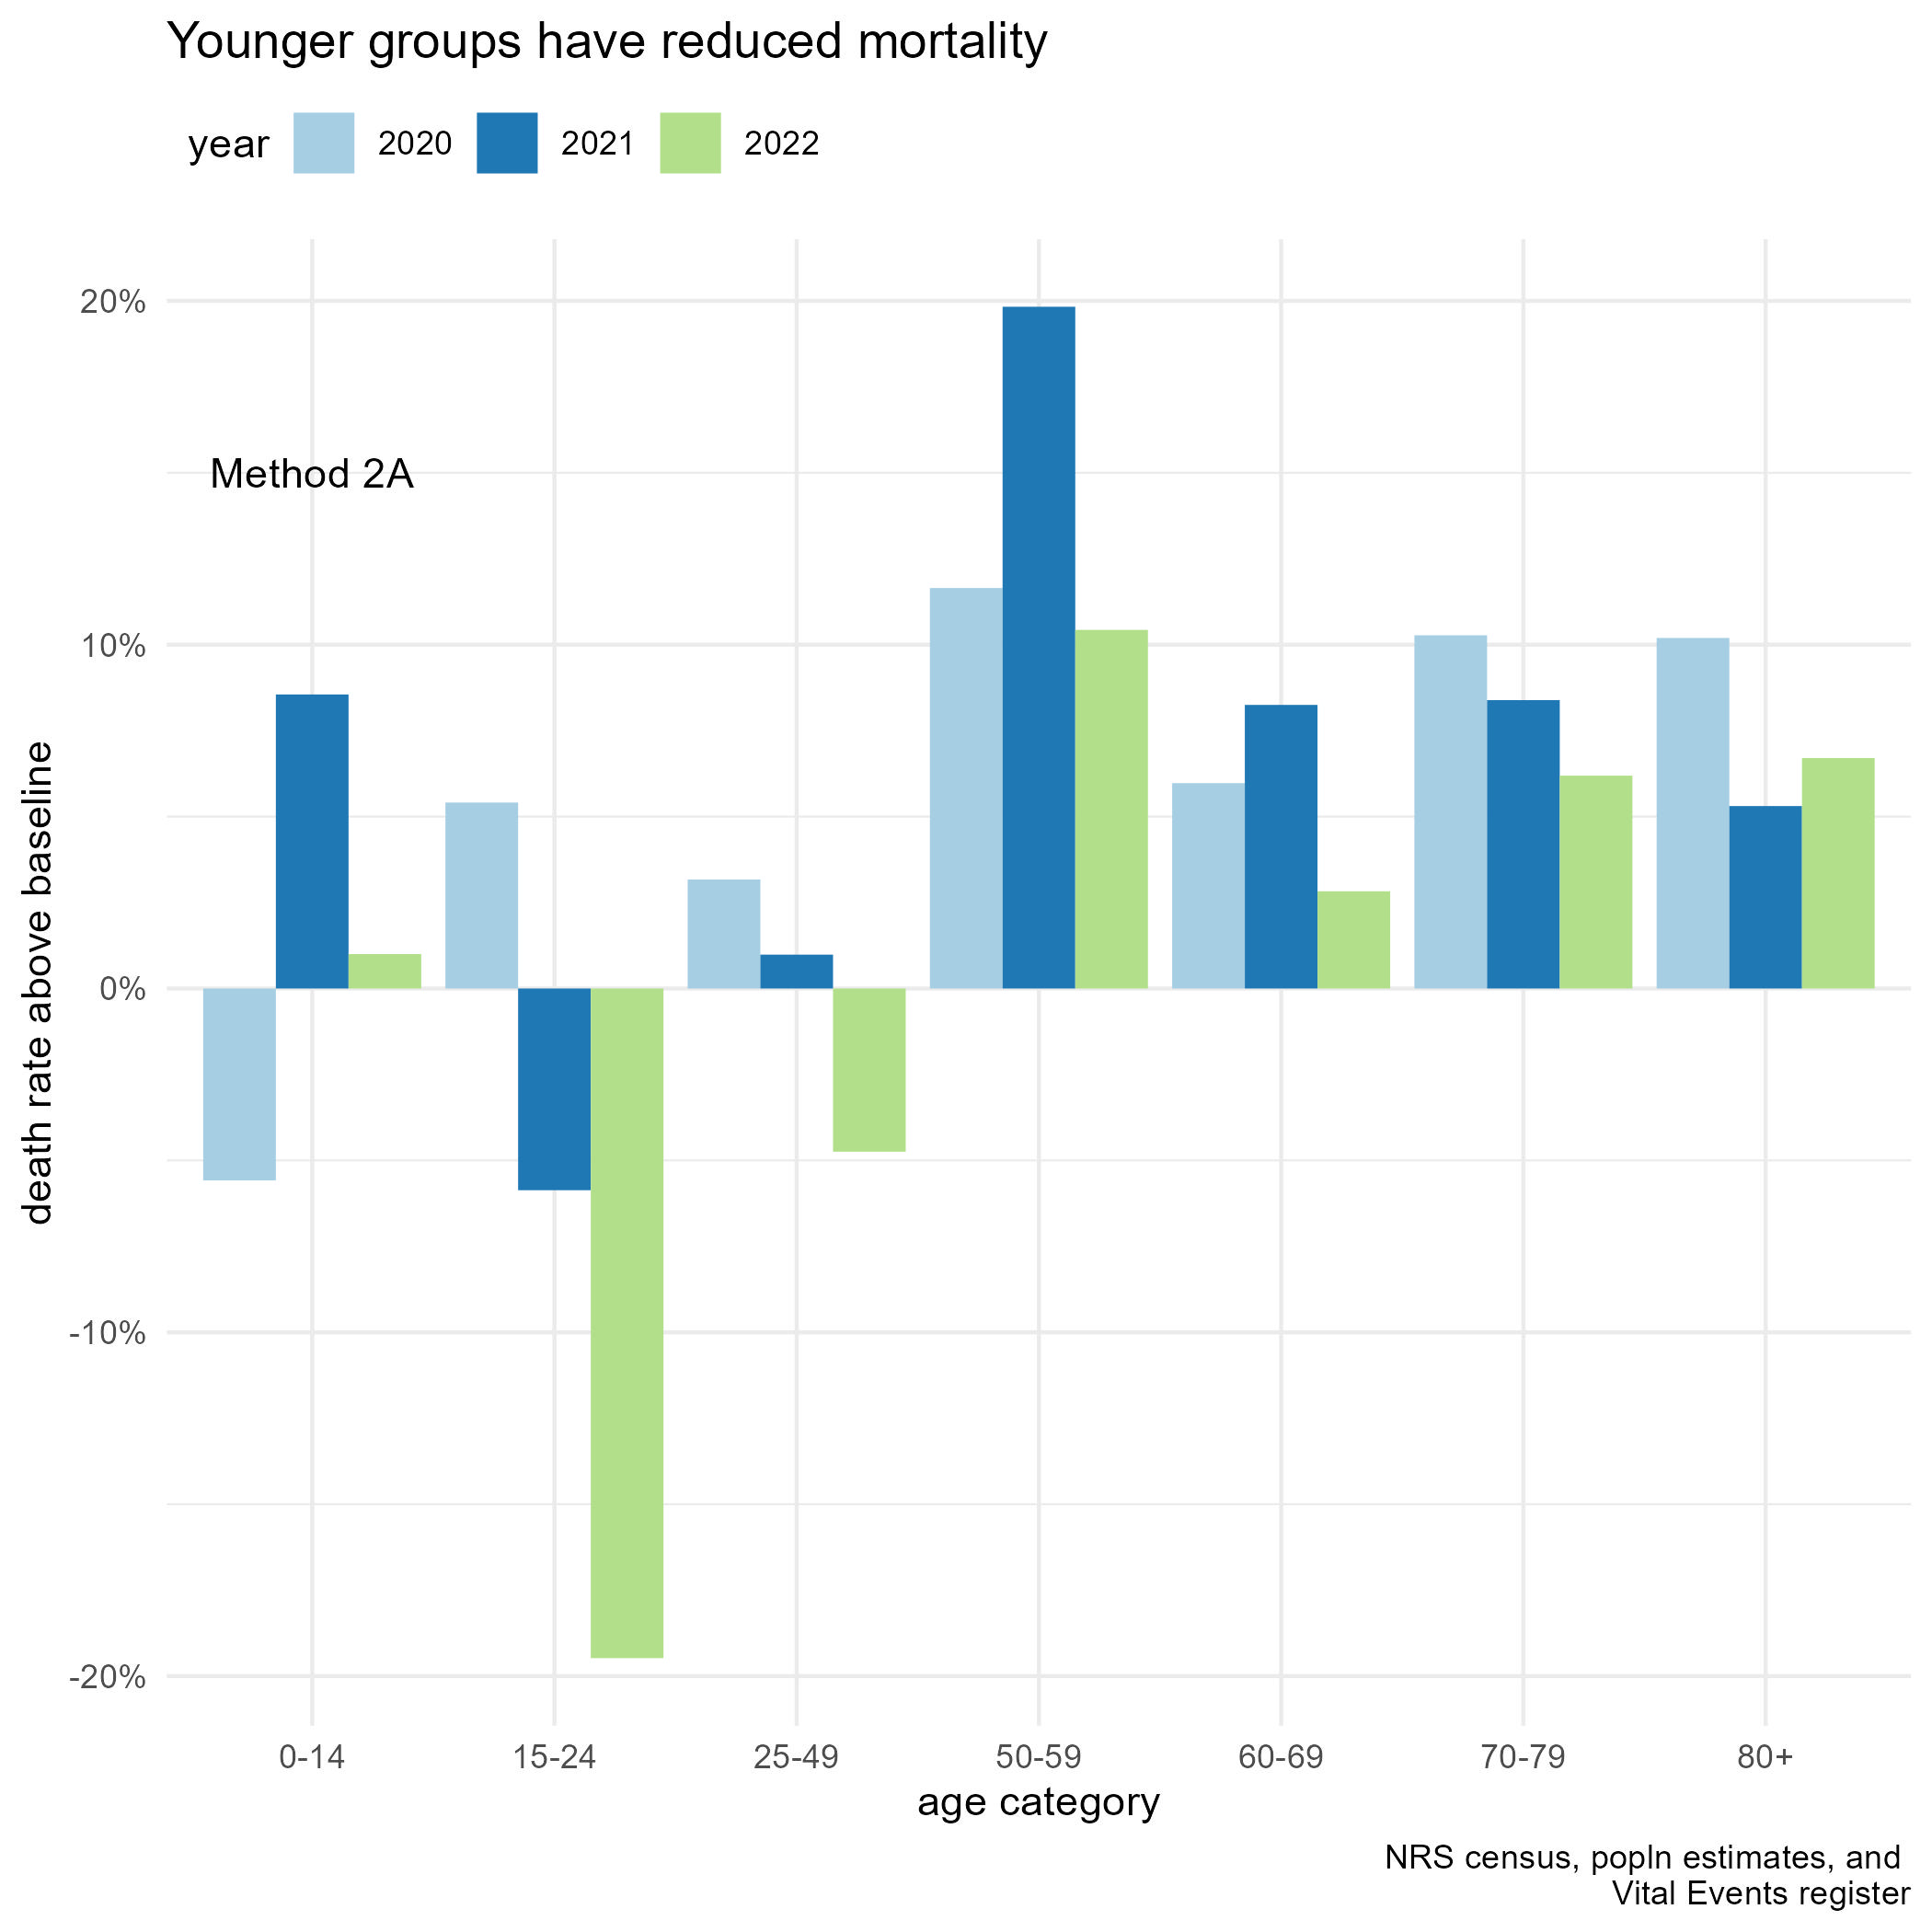 Younger groups have reduced mortality
year 2020 2021 2022
20%
Method 2A
10%
0%
-10%
-20%
death rate above baseline
0-14 15-24 25-49 50-59 60-69 70-79 80+
age category
NRS census, popln estimates, and
Vital Events register